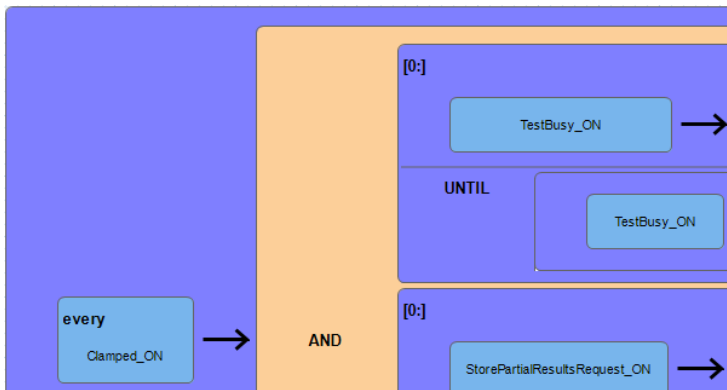 [0:]
TestBusy_ON
UNTIL
TestBusy_ON
[0:]
every
Clamped_ON
AND
StorePartialResultsRequest_ON